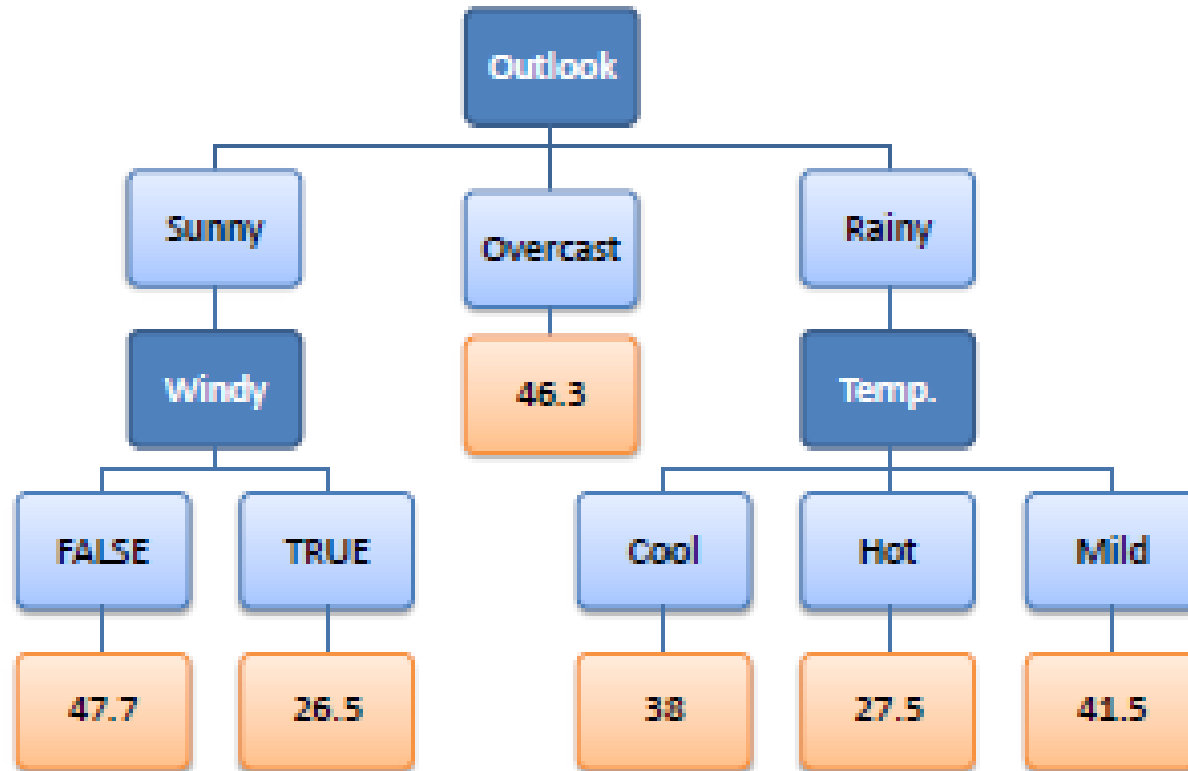 Outlook
Sunny
Overcast
Rainy
Windy
46.3
Temp.
FALSE
TRUE
Cool
Hot
Mild
47.7
26.5
38
27.5
41.5